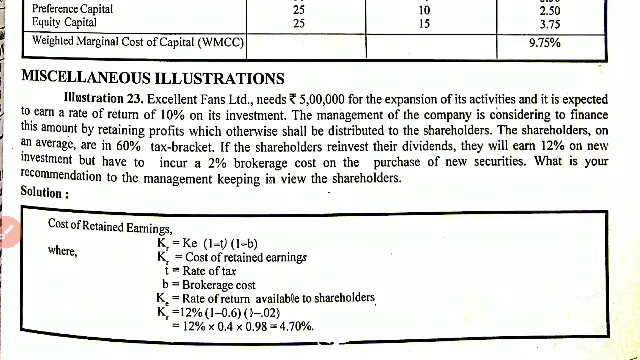 Preference Capital 25 10 2.50
Equity Capital 25 15 3.75
Weighted Marginal Cost of Capital (WMCC) 9.75%
MISCELLANEOUS ILLUSTRATIONS
Illustration 23. Excellent Fans Ltd., needs ₹ 5,00,000 for the expansion of its activities and it is expected
to earn a rate of return of 10% on its investment. The management of the company is considering to finance
this amount by retaining profits which otherwise shall be distributed to the shareholders. The shareholders, on
an average, are in 60% tax-bracket. If the shareholders reinvest their dividends, they will earn 12% on new
investment but have to incur a 2% brokerage cost on the purchase of new securities. What is your
recommendation to the management keeping in view the shareholders.
Solution :
Cost of Retained Earnings,
Kr = Ke (1–t) (1–b)
where, Kr = Cost of retained earnings
t = Rate of tax
b = Brokerage cost
Ke = Rate of return available to shareholders
Kr =12% (1–0.6) (1–.02)
= 12% × 0.4 × 0.98 = 4.70%.